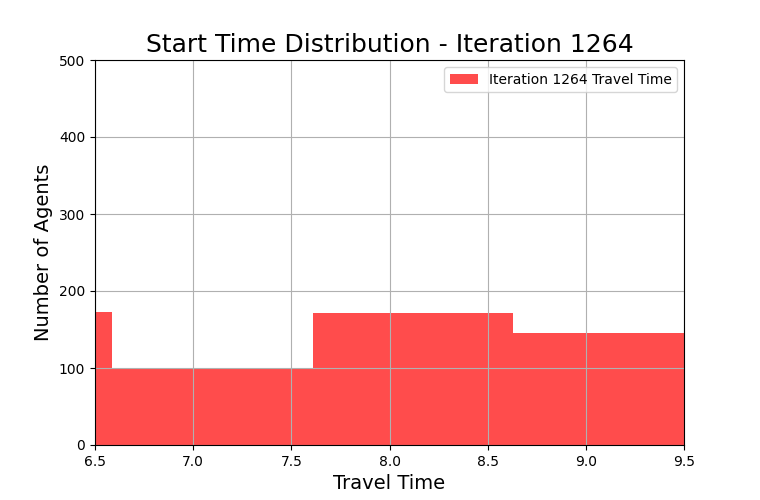 Start Time Distribution - Iteration 1264
Iteration 1264 Travel Time
Number of Agents
500
400
300
200
100
0
6.5 7.0 7.5 8.0 8.5 9.0 9.5
Travel Time